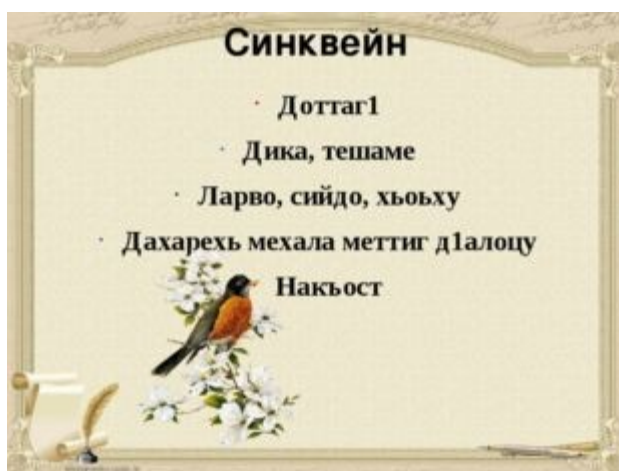 Синквейн
Доттаг1
Дика, тешаме
Ларво, сийдо, хьоьху
Дахарехь мехала меттиг д1алоцу
Накъост